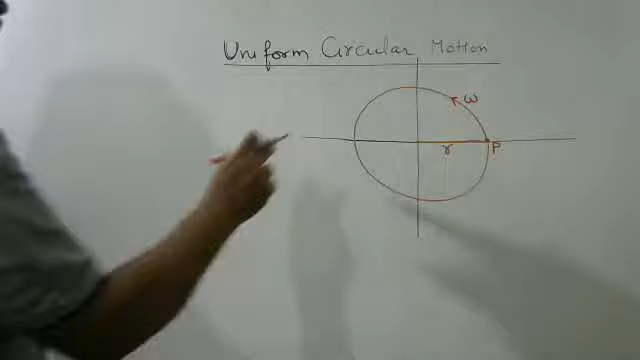 Uniform Circular Motion
ω
r
P